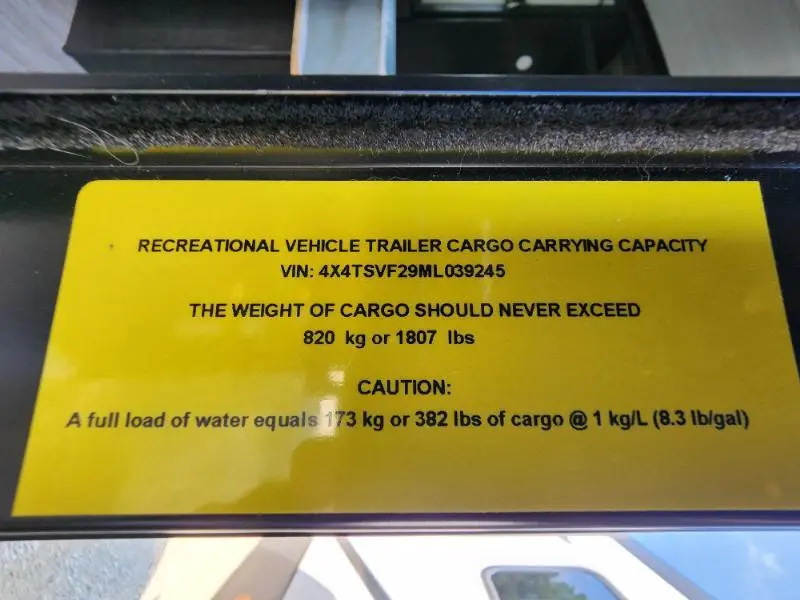 RECREATIONAL VEHICLE TRAILER CARGO CARRYING CAPACITY
VIN: 4X4TSVF29ML039245
THE WEIGHT OF CARGO SHOULD NEVER EXCEED
820 kg or 1807 lbs
CAUTION:
A full load of water equals 173 kg or 382 lbs of cargo @ 1 kg/L (8.3 lb/gal)